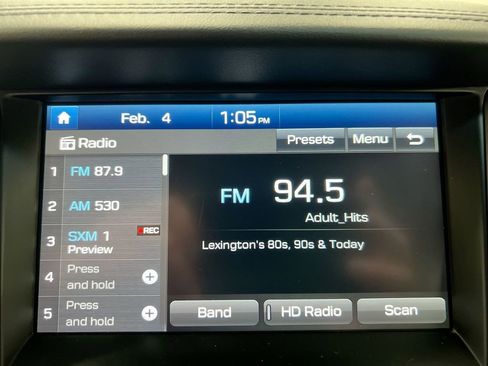 Feb. 4 1:05 PM
Radio
Presets Menu
1 FM 87.9
2 AM 530
3 SXM 1 REC
Preview
4 Press
and hold
5 Press
and hold
FM 94.5
Adult_Hits
Lexington's 80s, 90s & Today
Band HD Radio Scan